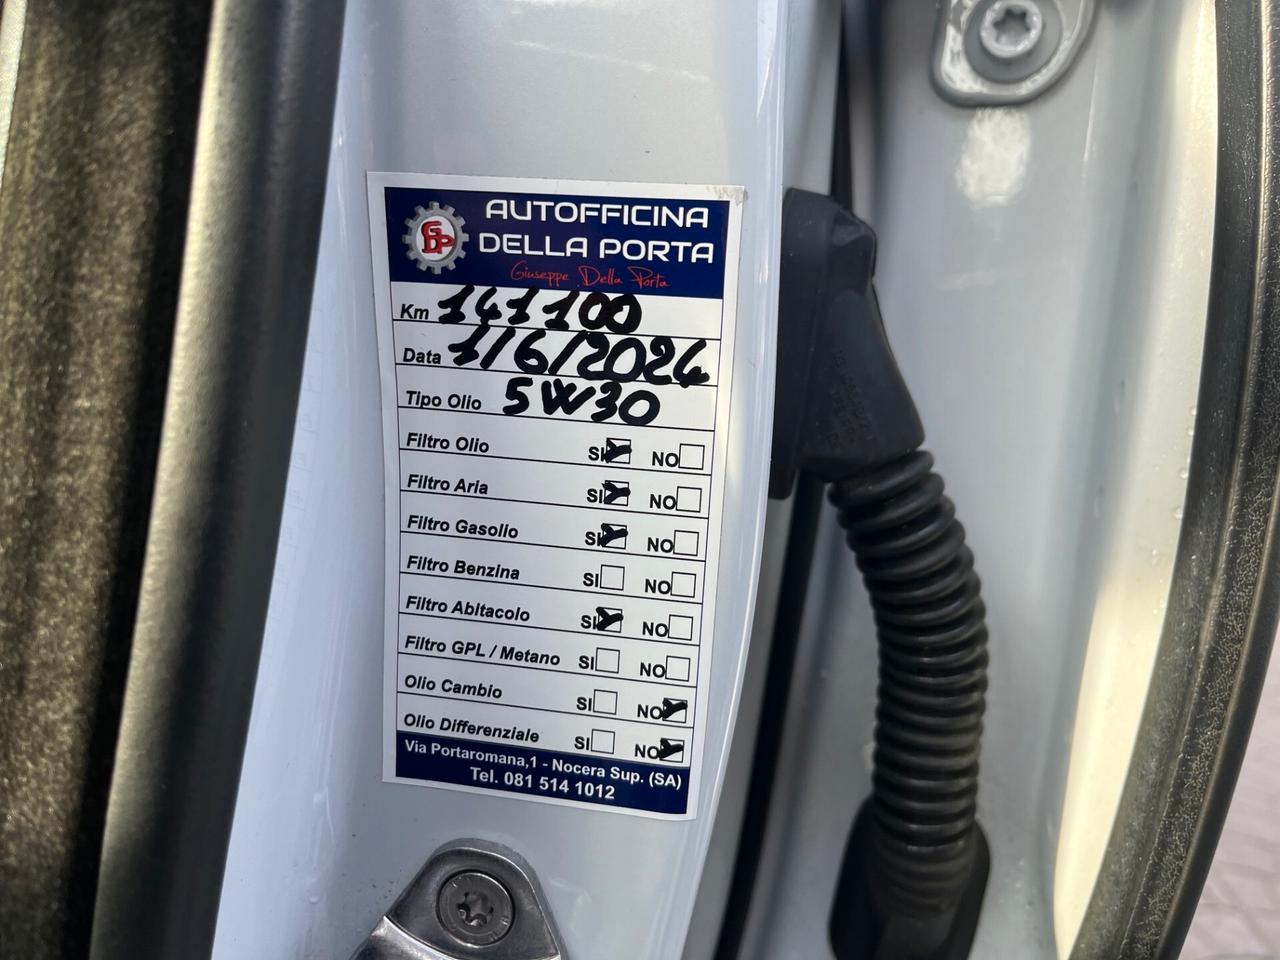 GDP
AUTOFFICINA
DELLA PORTA
Giuseppe Della Porta
Km 141100
Data 1/6/2024
Tipo Olio 5W30
Filtro Olio SI NO
Filtro Aria SI NO
Filtro Gasolio SI NO
Filtro Benzina SI NO
Filtro Abitacolo SI NO
Filtro GPL / Metano SI NO
Olio Cambio SI NO
Olio Differenziale SI NO
Via Portaromana,1 - Nocera Sup. (SA)
Tel. 081 514 1012